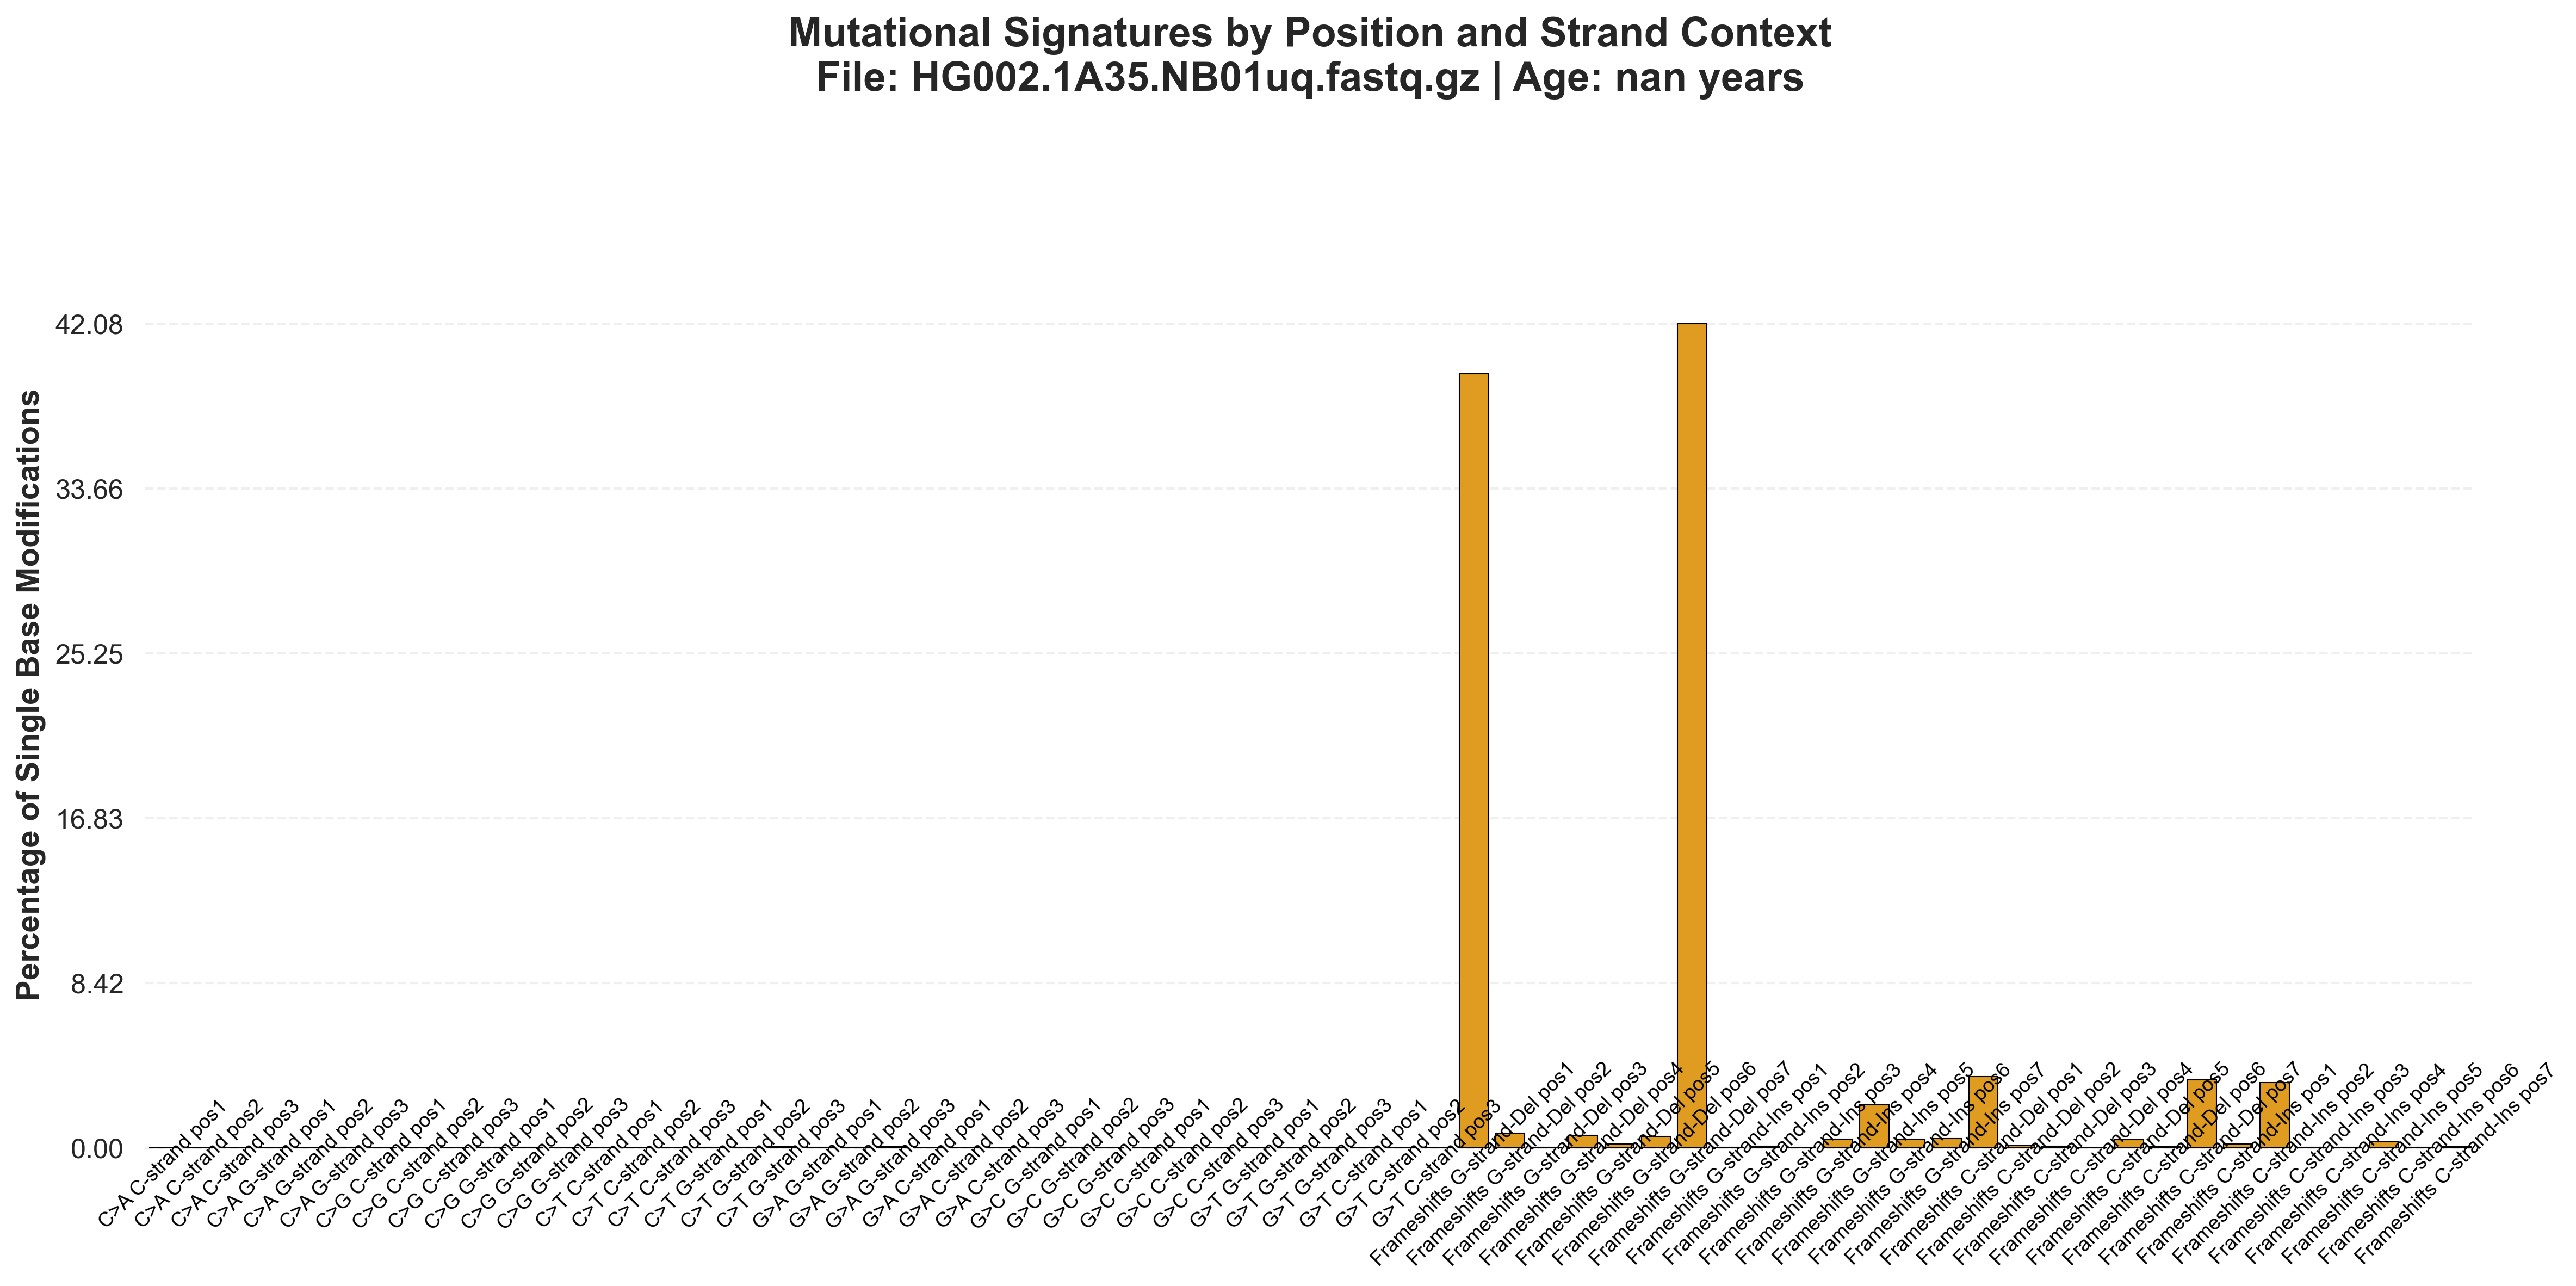 Mutational Signatures by Position and Strand Context
File: HG002.1A35.NB01uq.fastq.gz | Age: nan years
Percentage of Single Base Modifications
42.08
33.66
25.25
16.83
8.42
0.00
C>A C-strand pos1
C>A C-strand pos2
C>A C-strand pos3
C>A G-strand pos1
C>A G-strand pos2
C>A G-strand pos3
C>G C-strand pos1
C>G C-strand pos2
C>G C-strand pos3
C>G G-strand pos1
C>G G-strand pos2
C>G G-strand pos3
C>T C-strand pos1
C>T C-strand pos2
C>T C-strand pos3
C>T G-strand pos1
C>T G-strand pos2
C>T G-strand pos3
G>A G-strand pos1
G>A G-strand pos2
G>A G-strand pos3
G>A C-strand pos1
G>A C-strand pos2
G>A C-strand pos3
G>C G-strand pos1
G>C G-strand pos2
G>C G-strand pos3
G>C C-strand pos1
G>C C-strand pos2
G>C C-strand pos3
G>T G-strand pos1
G>T G-strand pos2
G>T G-strand pos3
G>T C-strand pos1
G>T C-strand pos2
G>T C-strand pos3
Frameshifts G-strand-Del pos1
Frameshifts G-strand-Del pos2
Frameshifts G-strand-Del pos3
Frameshifts G-strand-Del pos4
Frameshifts G-strand-Del pos5
Frameshifts G-strand-Del pos6
Frameshifts G-strand-Del pos7
Frameshifts G-strand-Ins pos1
Frameshifts G-strand-Ins pos2
Frameshifts G-strand-Ins pos3
Frameshifts G-strand-Ins pos4
Frameshifts G-strand-Ins pos5
Frameshifts G-strand-Ins pos6
Frameshifts G-strand-Ins pos7
Frameshifts C-strand-Del pos1
Frameshifts C-strand-Del pos2
Frameshifts C-strand-Del pos3
Frameshifts C-strand-Del pos4
Frameshifts C-strand-Del pos5
Frameshifts C-strand-Del pos6
Frameshifts C-strand-Del pos7
Frameshifts C-strand-Ins pos1
Frameshifts C-strand-Ins pos2
Frameshifts C-strand-Ins pos3
Frameshifts C-strand-Ins pos4
Frameshifts C-strand-Ins pos5
Frameshifts C-strand-Ins pos6
Frameshifts C-strand-Ins pos7